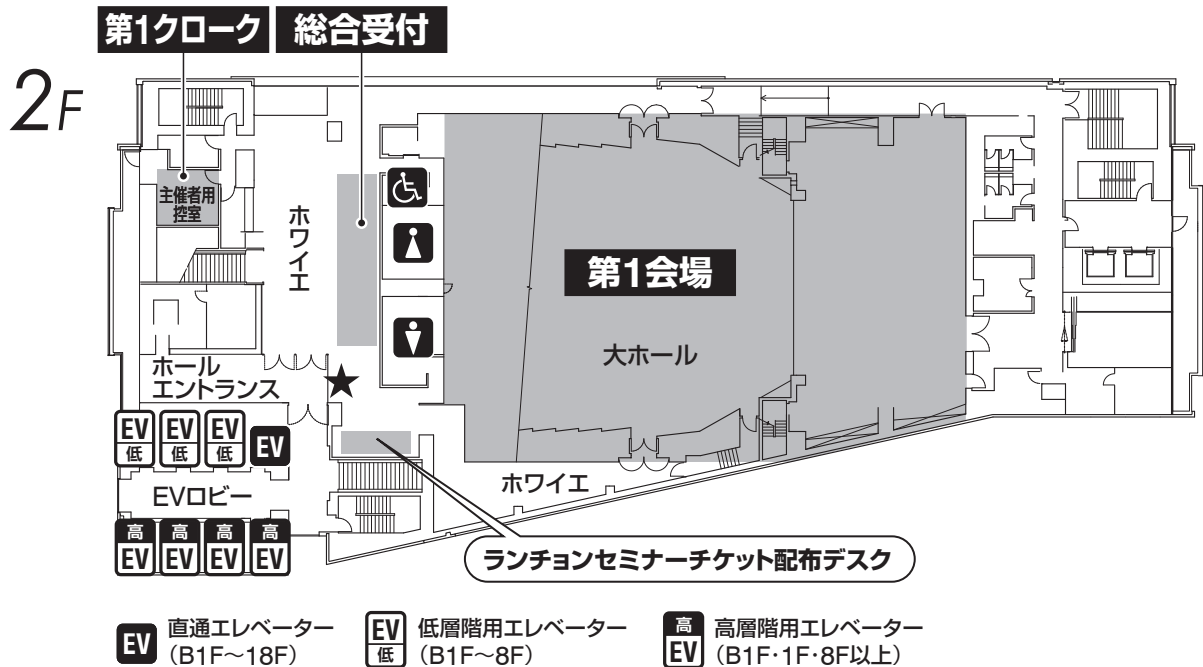 第1クローク
総合受付
2F
主催者用
控室
ホワイエ
第1会場
大ホール
ホール
エントランス
EV
低
EV
低
EV
低
EV
EVロビー
ホワイエ
高
EV
高
EV
高
EV
高
EV
ランチョンセミナーチケット配布デスク
EV
直通エレベーター
(B1F～18F)
EV
低
低層階用エレベーター
(B1F～8F)
高
EV
高層階用エレベーター
(B1F・1F・8F以上)